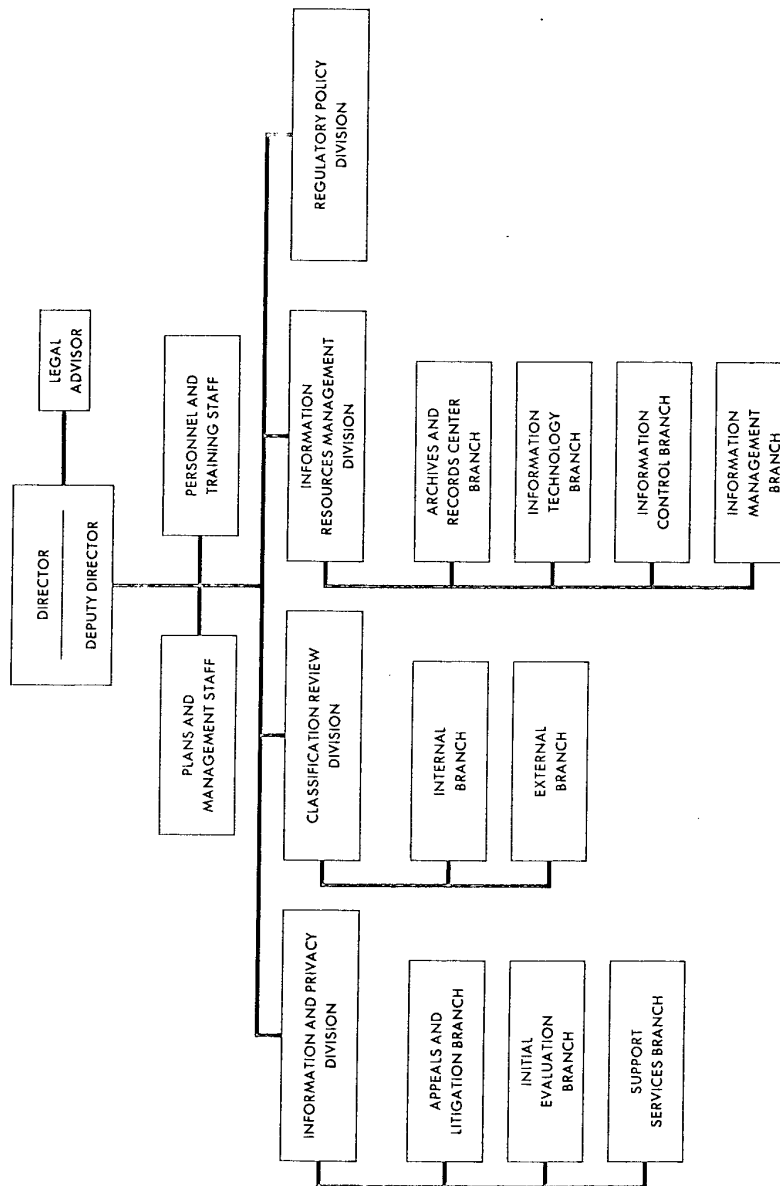 DIRECTOR
DEPUTY DIRECTOR
LEGAL
ADVISOR
PLANS AND
MANAGEMENT STAFF
PERSONNEL AND
TRAINING STAFF
INFORMATION AND PRIVACY
DIVISION
CLASSIFICATION REVIEW
DIVISION
INFORMATION
RESOURCES MANAGEMENT
DIVISION
REGULATORY POLICY
DIVISION
APPEALS AND
LITIGATION BRANCH
INITIAL
EVALUATION
BRANCH
SUPPORT
SERVICES BRANCH
INTERNAL
BRANCH
EXTERNAL
BRANCH
ARCHIVES AND
RECORDS CENTER
BRANCH
INFORMATION
TECHNOLOGY
BRANCH
INFORMATION
CONTROL BRANCH
INFORMATION
MANAGEMENT
BRANCH